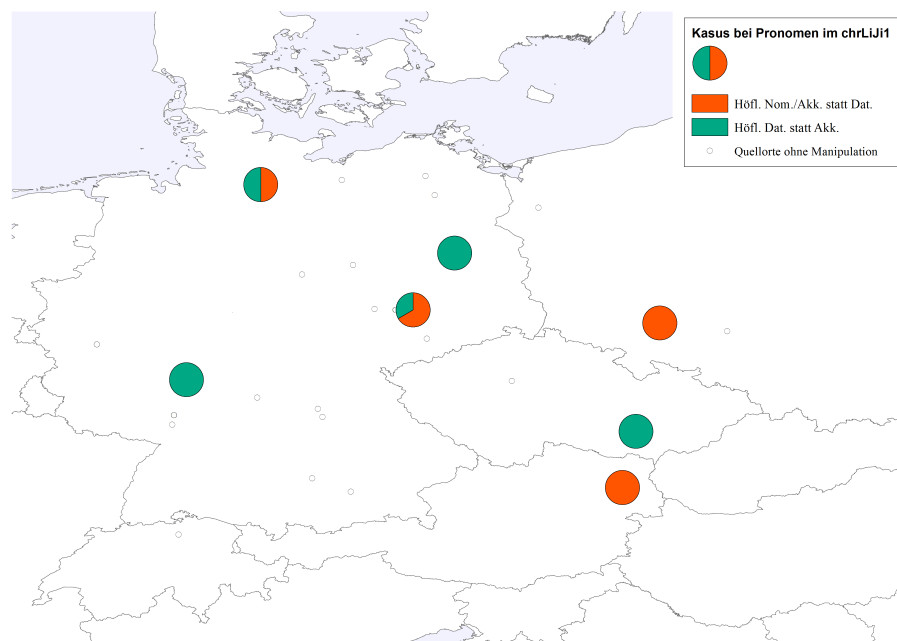 Kasus bei Pronomen im chrLiJi1
Höfl. Nom./Akk. statt Dat.
Höfl. Dat. statt Akk.
Quellorte ohne Manipulation